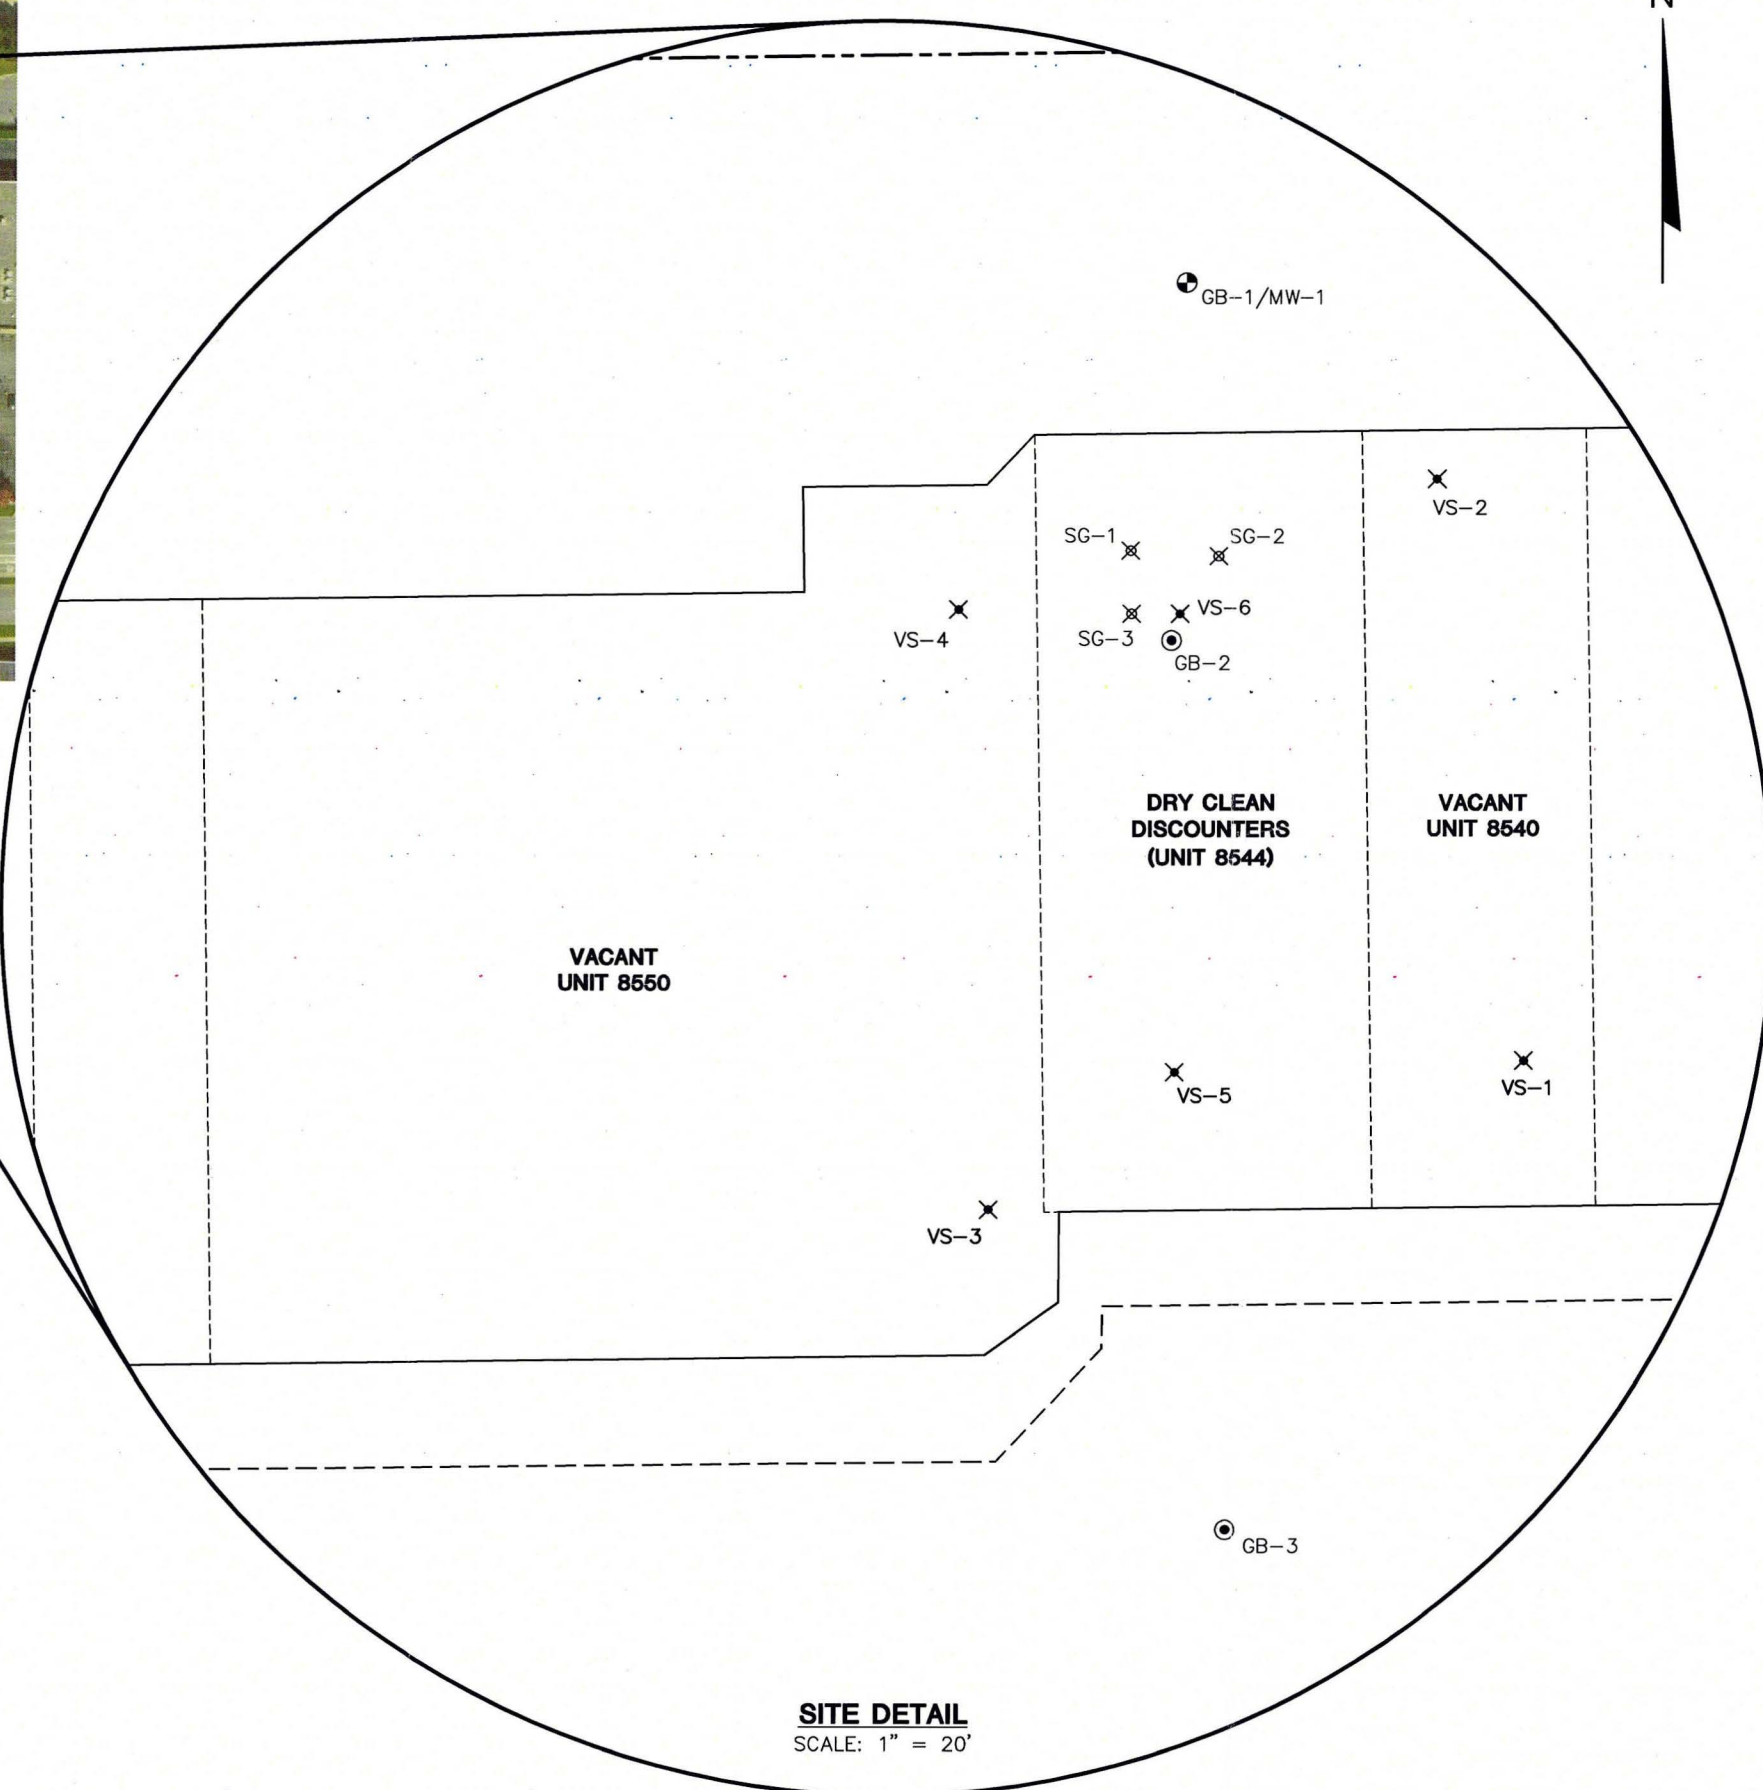 N
GB-1/MW-1
VS-2
SG-1
SG-2
VS-4
SG-3
VS-6
GB-2
DRY CLEAN
DISCOUNTERS
(UNIT 8544)
VACANT
UNIT 8540
VACANT
UNIT 8550
VS-5
VS-1
VS-3
GB-3
SITE DETAIL
SCALE: 1" = 20'